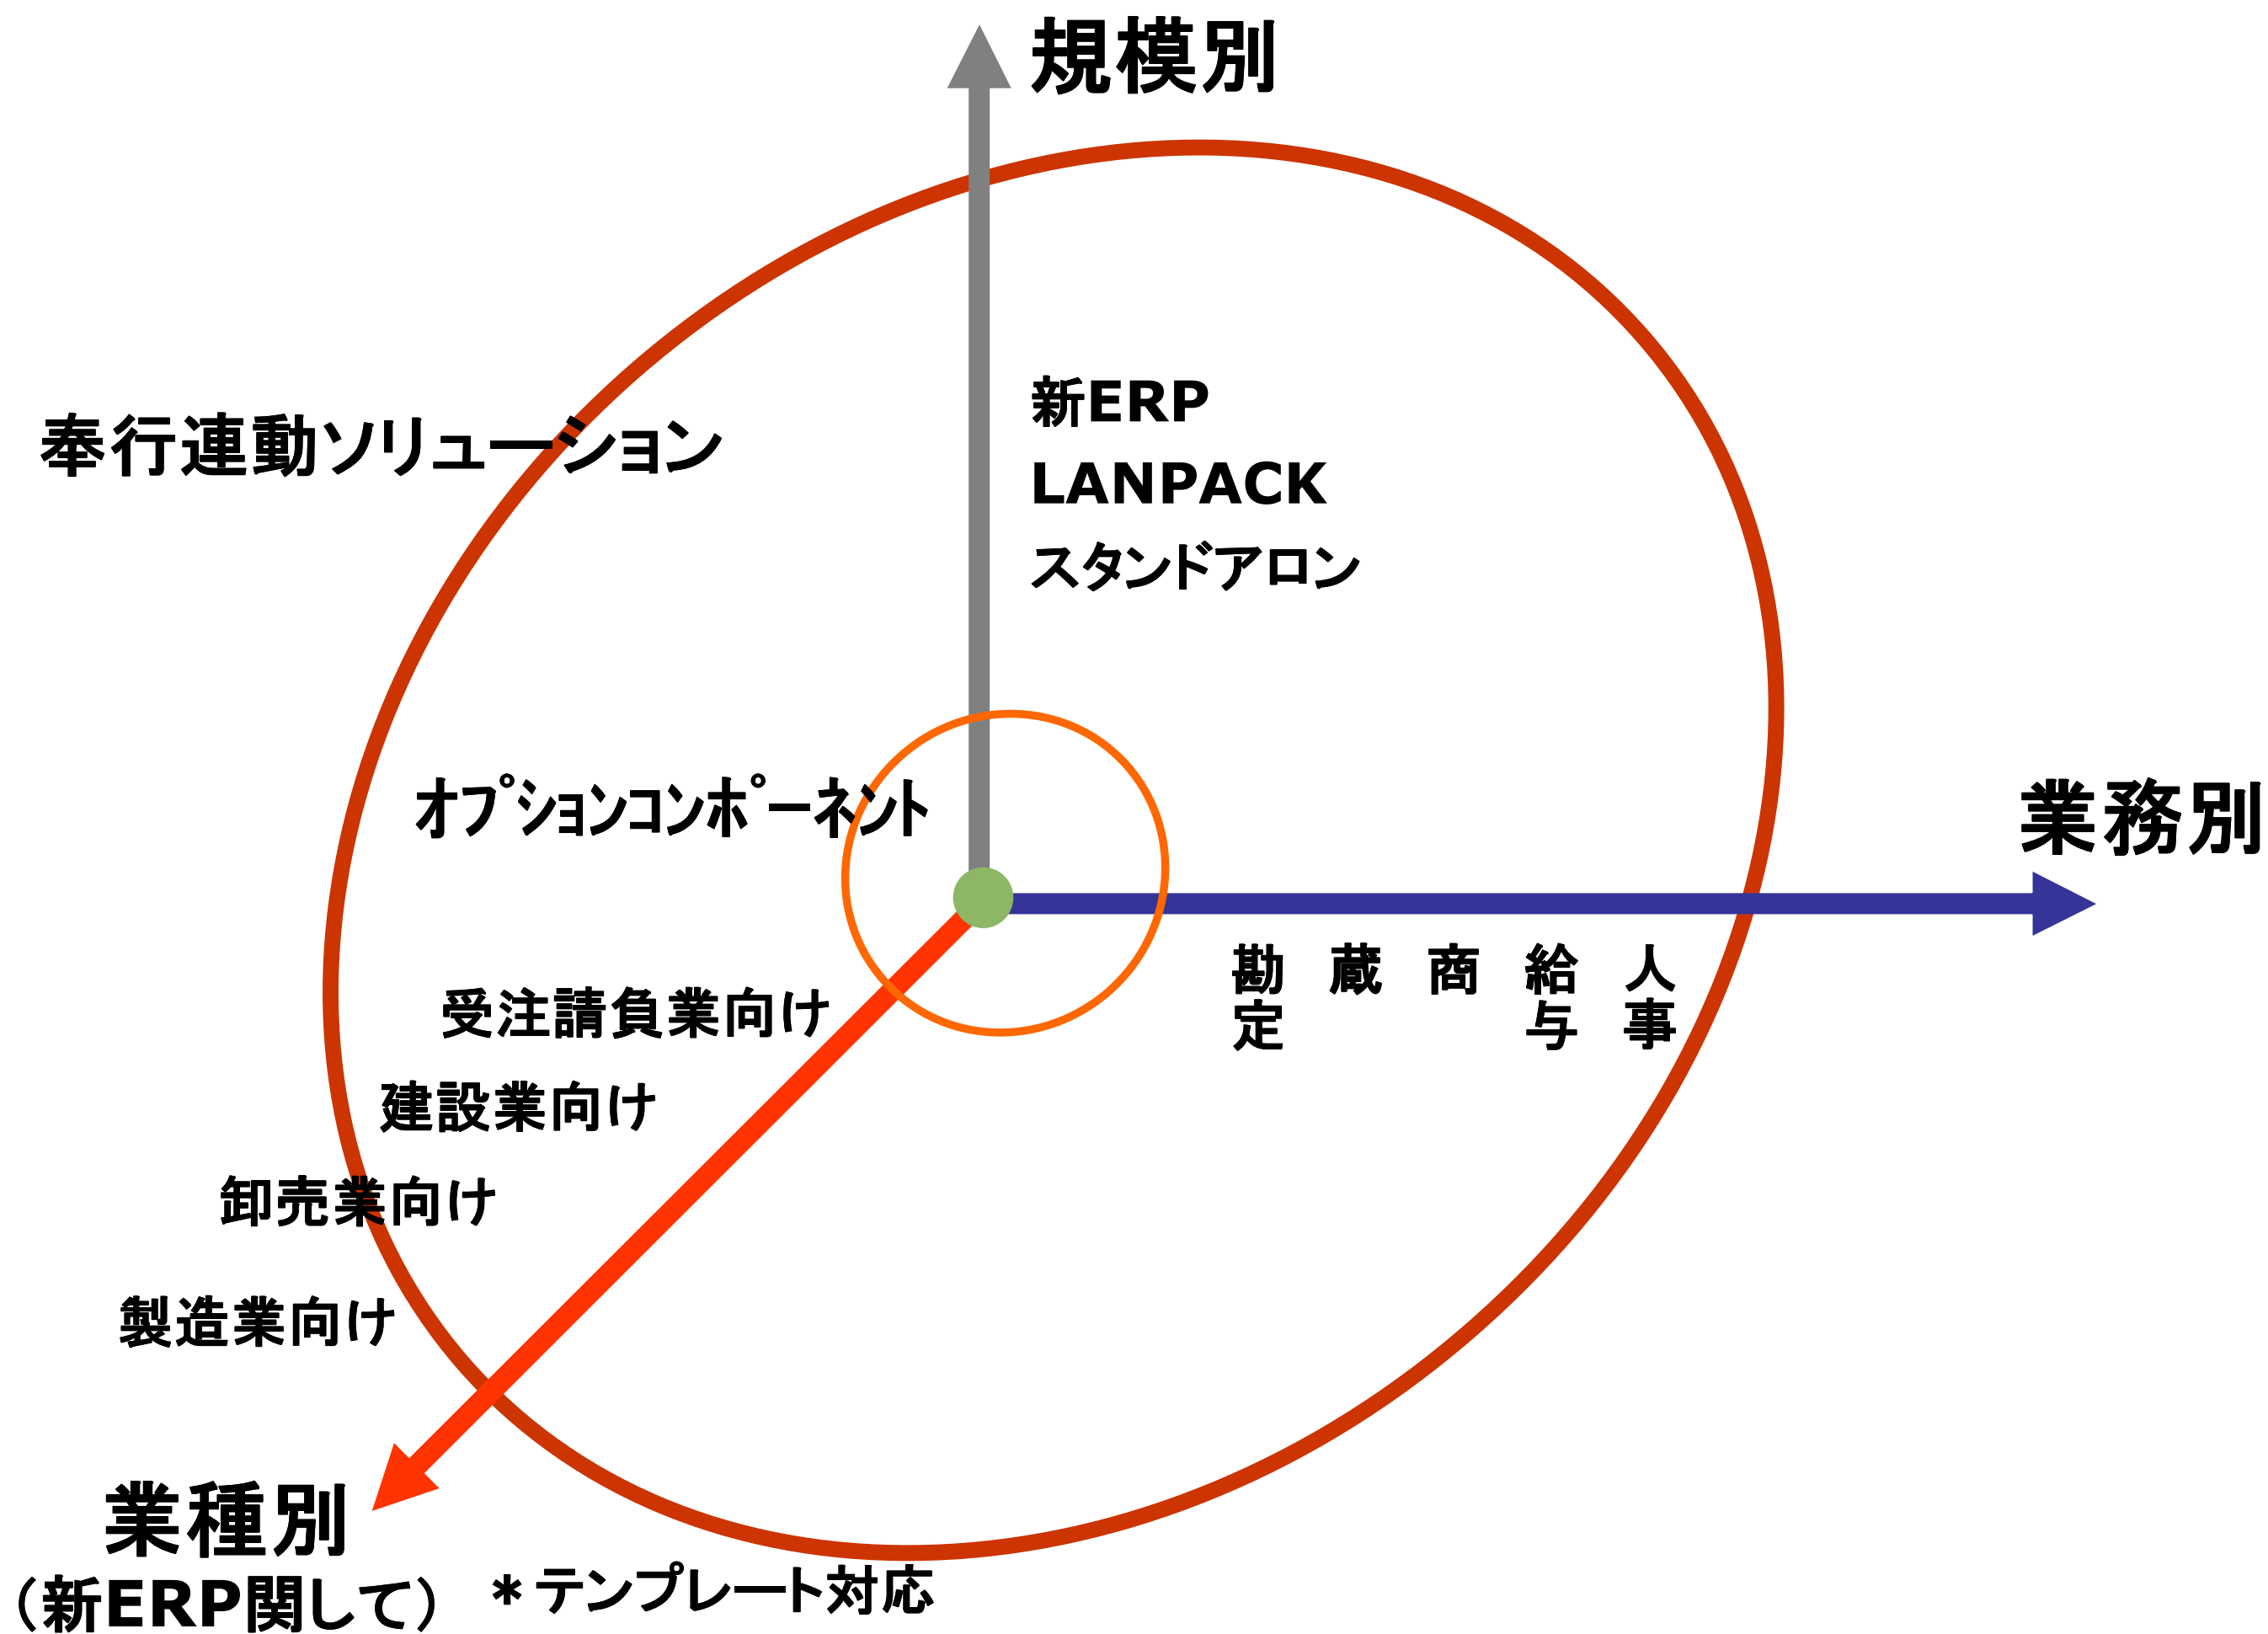 規模別
新ERP
LANPACK
スタンドアロン
奉行連動ソリューション
オプションコンポーネント
業務別
勘定
蔵
商
給与
人事
受注請負業向け
建設業向け
卸売業向け
製造業向け
業種別
（新ERP関して）
＊テンプレート対応